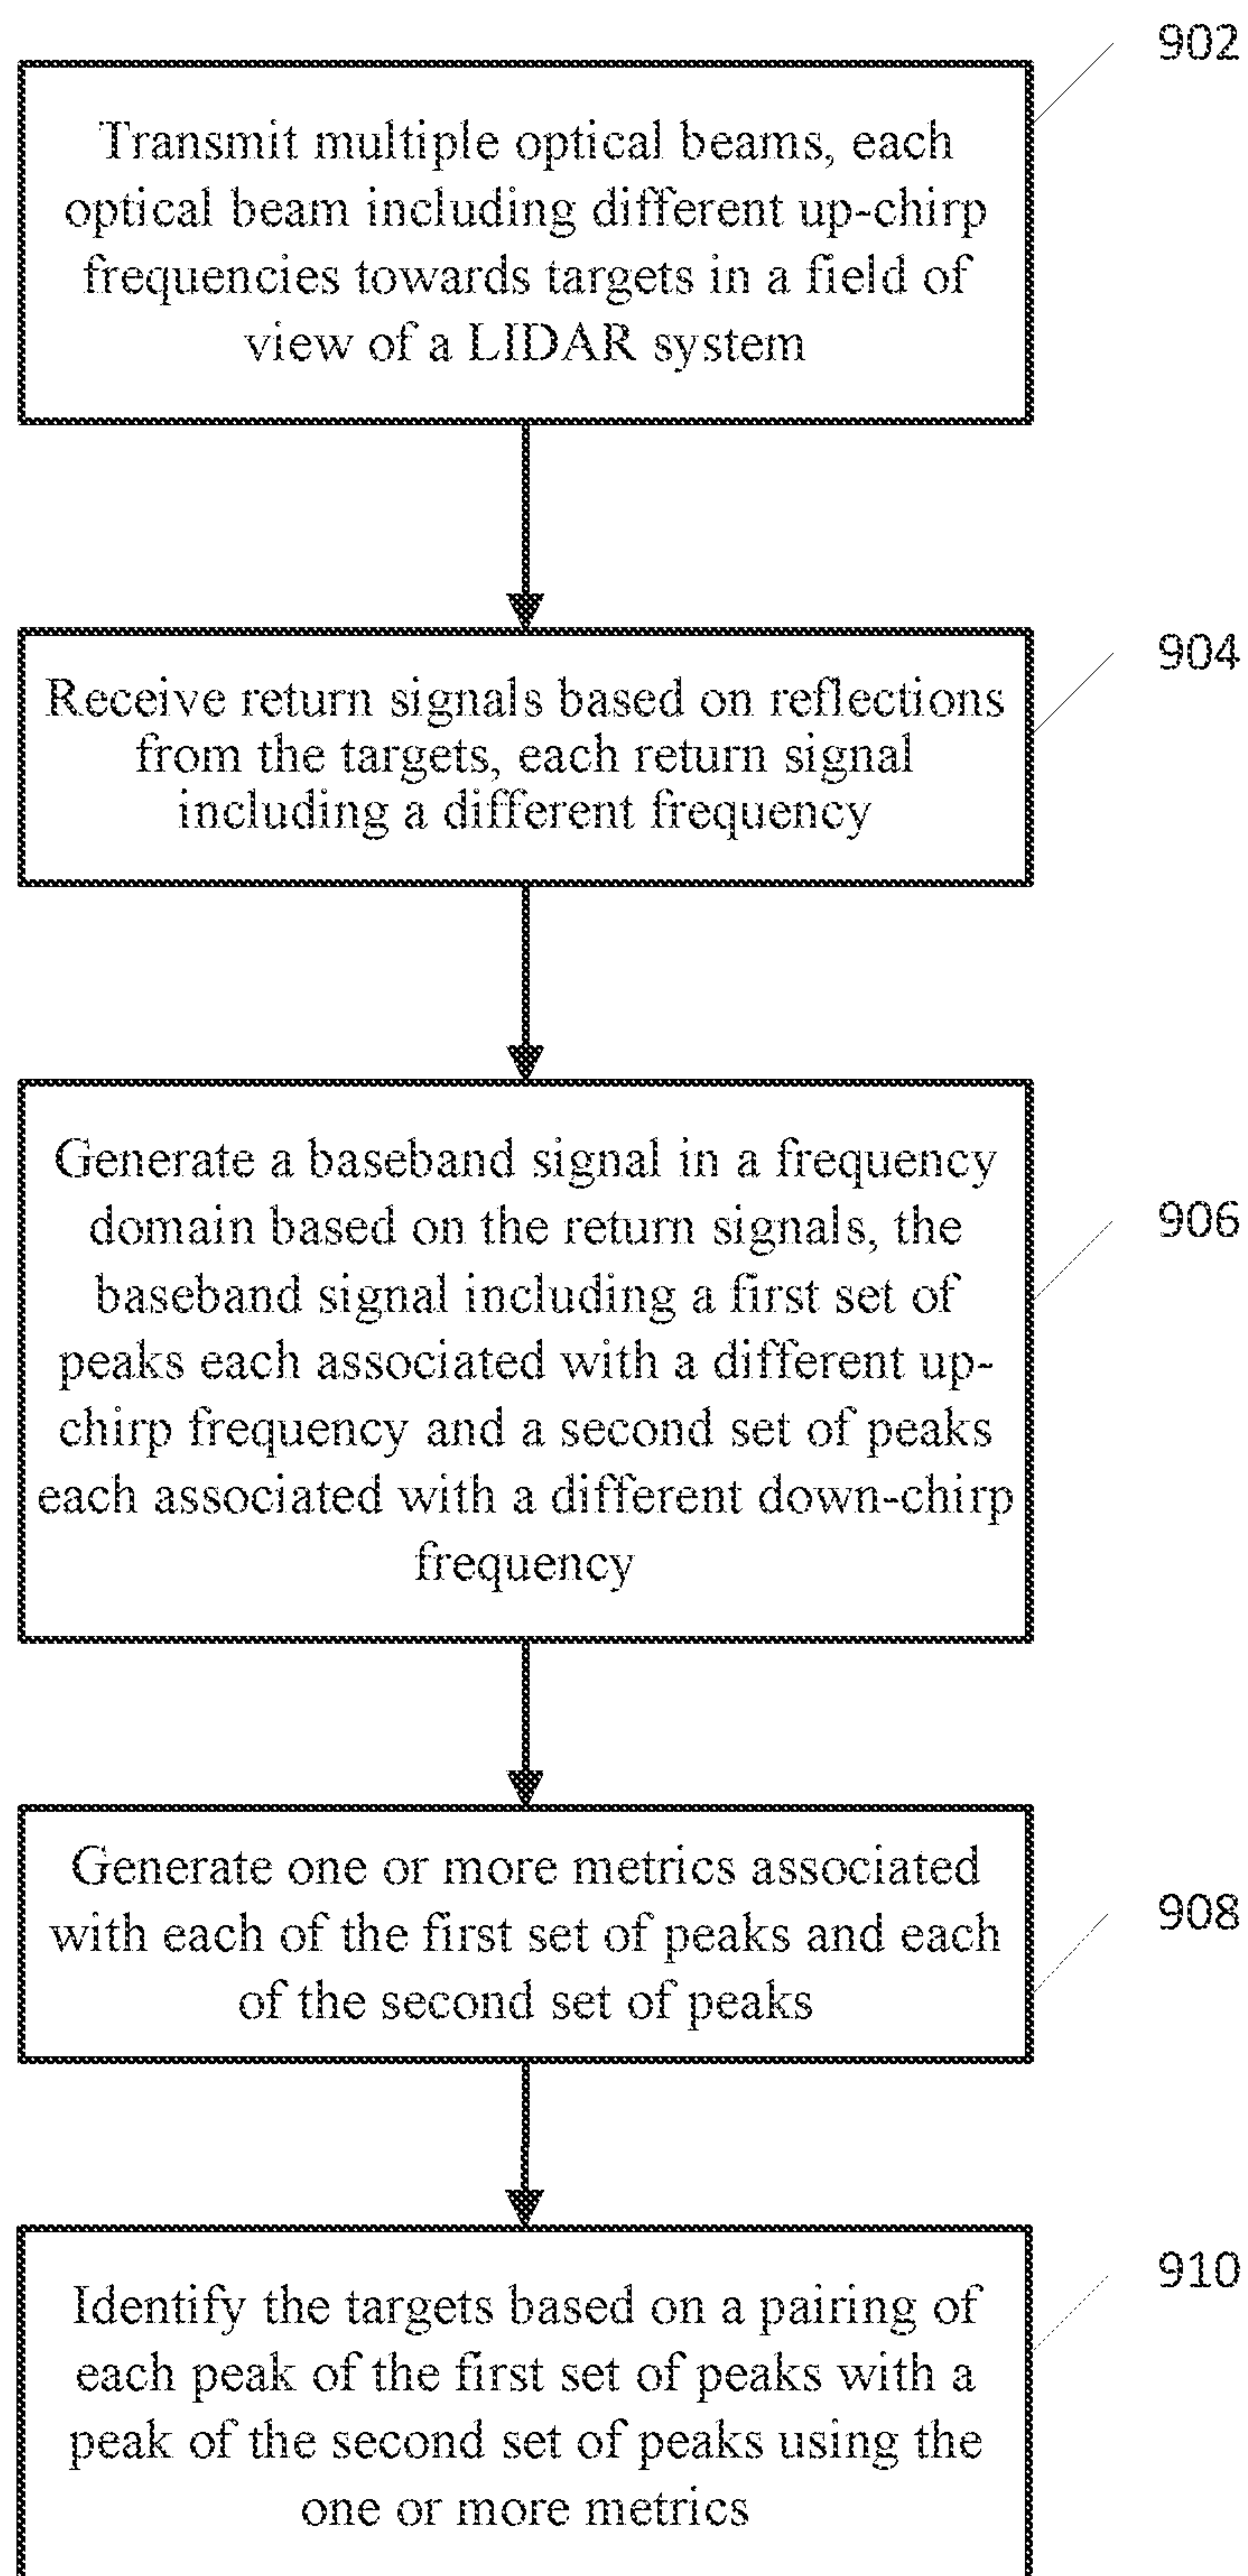 902
Transmit multiple optical beams, each
optical beam including different up-chirp
frequencies towards targets in a field of
view of a LIDAR system
904
Receive return signals based on reflections
from the targets, each return signal
including a different frequency
Generate a baseband signal in a frequency
domain based on the return signals, the
906
baseband signal including a first set of
peaks each associated with a different up-
chirp frequency and a second set of peaks
each associated with a different down-chirp
frequency
Generate one or more metrics associated
908
with each of the first set of peaks and each
of the second set of peaks
910
Identify the targets based on a pairing of
each peak of the first set of peaks with a
peak of the second set of peaks using the
one or more metrics